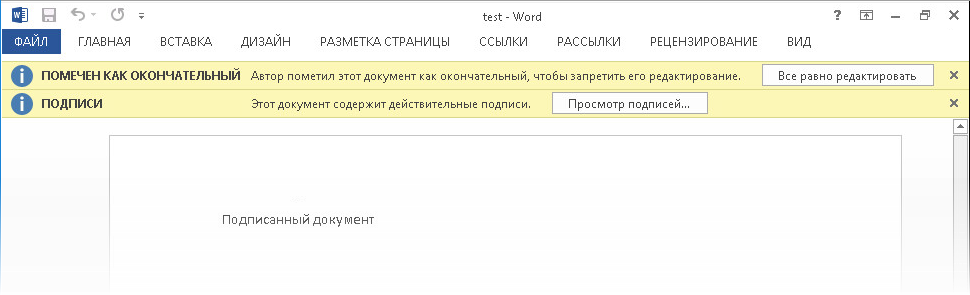 test - Word
ФАЙЛ ГЛАВНАЯ ВСТАВКА ДИЗАЙН РАЗМЕТКА СТРАНИЦЫ ССЫЛКИ РАССЫЛКИ РЕЦЕНЗИРОВАНИЕ ВИД
ПОМЕЧЕН КАК ОКОНЧАТЕЛЬНЫЙ Автор пометил этот документ как окончательный, чтобы запретить его редактирование. Все равно редактировать
ПОДПИСИ Этот документ содержит действительные подписи. Просмотр подписей...
Подписанный документ